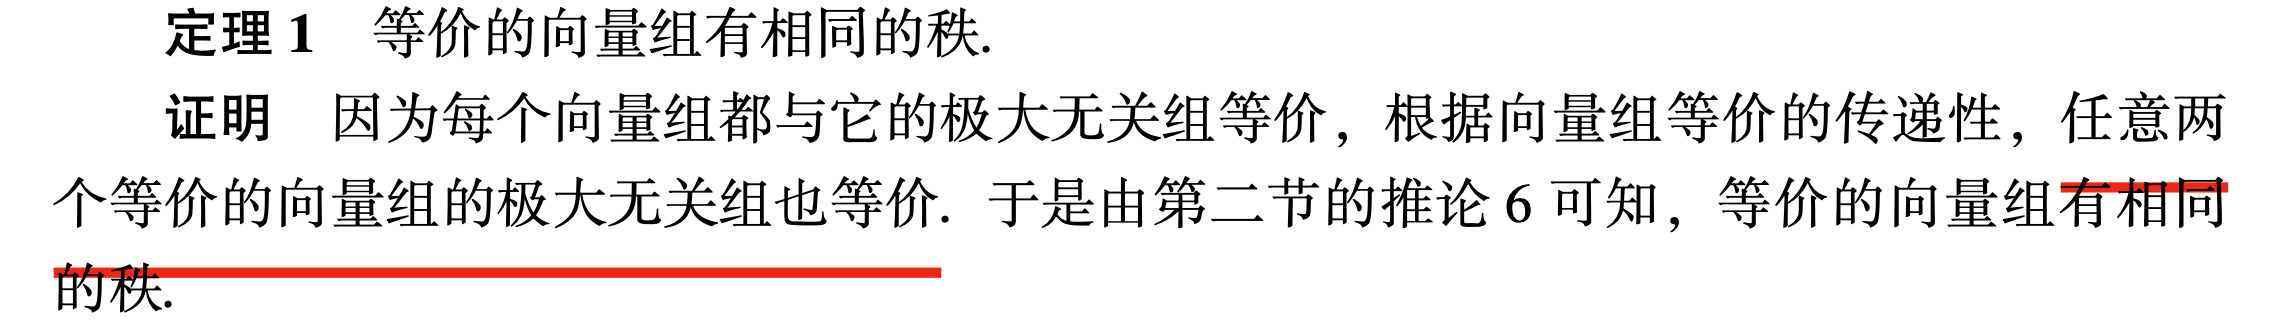 定理 1 等价的向量组有相同的秩.
证明 因为每个向量组都与它的极大无关组等价，根据向量组等价的传递性，任意两
个等价的向量组的极大无关组也等价. 于是由第二节的推论 6 可知，等价的向量组有相同
的秩.